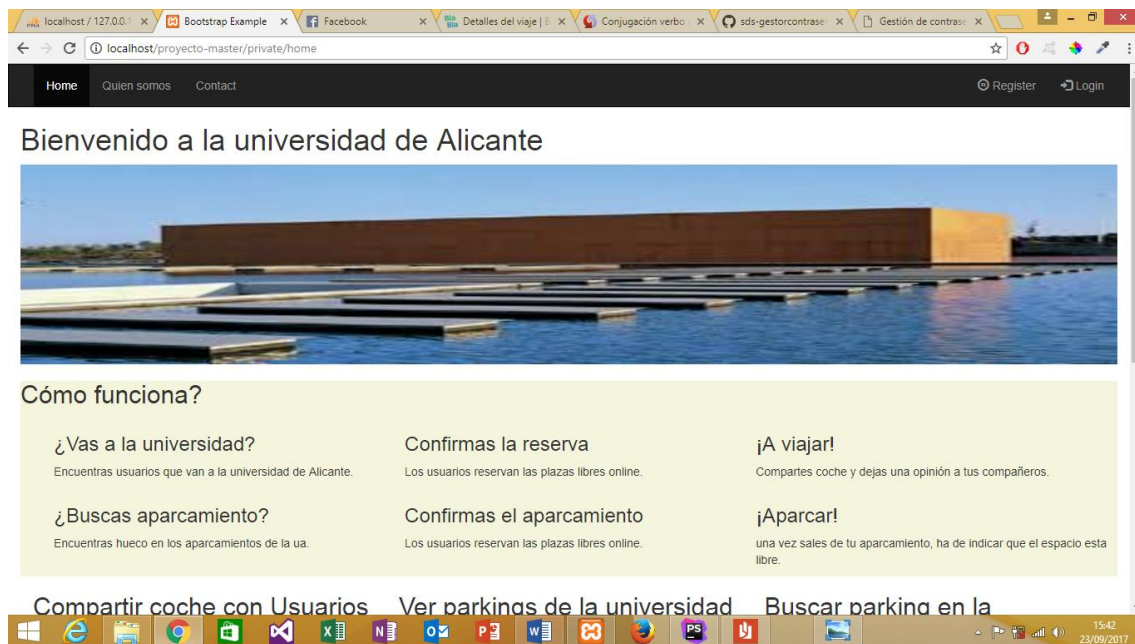 localhost / 127.0.0.1
Bootstrap Example
Facebook
Detalles del viaje | B
Conjugación verbo
sds-gestorcontrase
Gestión de contrase
localhost/proyecto-master/private/home
Home Quien somos Contact Register Login
Bienvenido a la universidad de Alicante
Cómo funciona?
¿Vas a la universidad? Confirmas la reserva ¡A viajar!
Encuentras usuarios que van a la universidad de Alicante. Los usuarios reservan las plazas libres online. Compartes coche y dejas una opinión a tus compañeros.
¿Buscas aparcamiento? Confirmas el aparcamiento ¡Aparcar!
Encuentras hueco en los aparcamientos de la ua. Los usuarios reservan las plazas libres online. una vez sales de tu aparcamiento, ha de indicar que el espacio esta
libre.
Compartir coche con Usuarios Ver parkings de la universidad Buscar parking en la
PS
15:42
23/09/2017